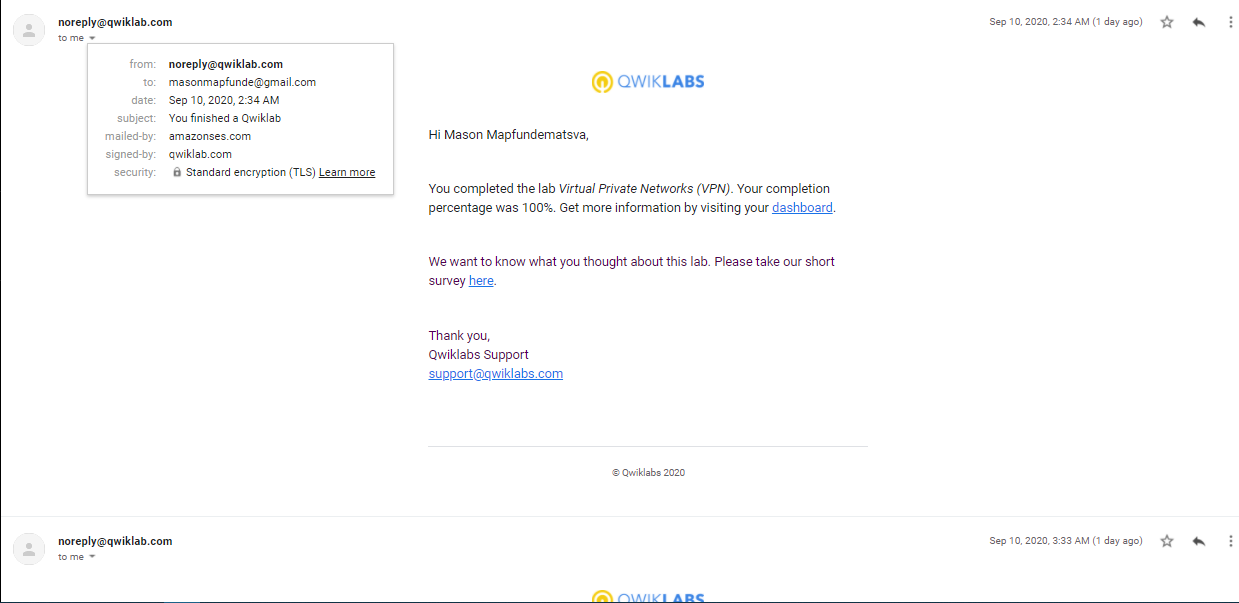 noreply@qwiklab.com
Sep 10, 2020, 2:34 AM (1 day ago)
to me
from: noreply@qwiklab.com
to: masonmapfunde@gmail.com
date: Sep 10, 2020, 2:34 AM
subject: You finished a Qwiklab
mailed-by: amazonses.com
signed-by: qwiklab.com
security: Standard encryption (TLS) Learn more
QWIKLABS
Hi Mason Mapfundematsva,
You completed the lab Virtual Private Networks (VPN). Your completion
percentage was 100%. Get more information by visiting your dashboard.
We want to know what you thought about this lab. Please take our short
survey here.
Thank you,
Qwiklabs Support
support@qwiklabs.com
© Qwiklabs 2020
noreply@qwiklab.com
Sep 10, 2020, 3:33 AM (1 day ago)
to me
QWIKLABS